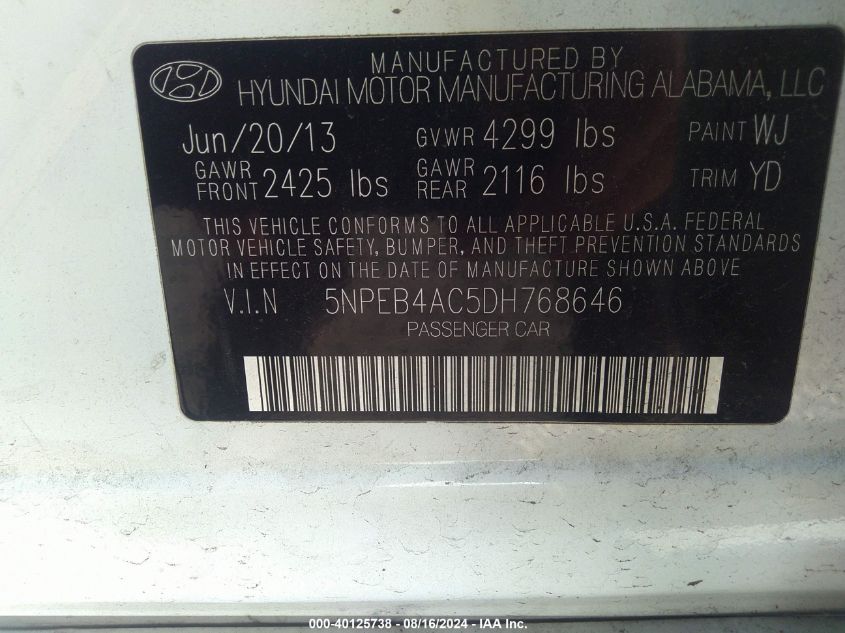 MANUFACTURED BY
HYUNDAI MOTOR MANUFACTURING ALABAMA, LLC
Jun/20/13 GVWR 4299 lbs PAINT WJ
GAWR FRONT 2425 lbs GAWR REAR 2116 lbs TRIM YD
THIS VEHICLE CONFORMS TO ALL APPLICABLE U.S.A. FEDERAL
MOTOR VEHICLE SAFETY, BUMPER, AND THEFT PREVENTION STANDARDS
IN EFFECT ON THE DATE OF MANUFACTURE SHOWN ABOVE
V.I.N 5NPEB4AC5DH768646
PASSENGER CAR
000-40125738 - 08/16/2024 - IAA Inc.